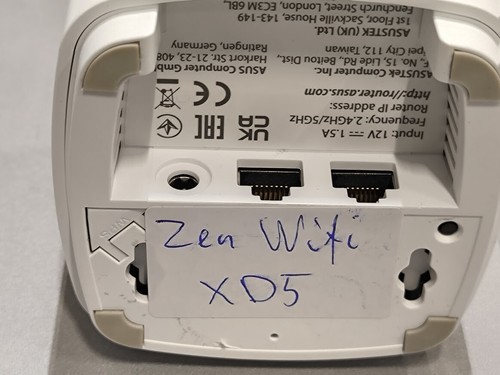 Input: 12V ⎓ 1.5A
Frequency: 2.4GHz/5GHz
Router IP address:
http://router.asus.com
ASUSTek Computer Inc.
F, No. 15, Lide Rd., Beitou Dist.,
pei City 112, Taiwan
ASUS Computer GmbH
Harkort Str. 21-23, 408
Ratingen, Germany
ASUSTEK (UK) Ltd.
1st Floor, Sackville House, 143-149
Fenchurch Street, London, EC3M 6BL
CE
UK CA
EAC
WPS
Zen Wifi
XD5